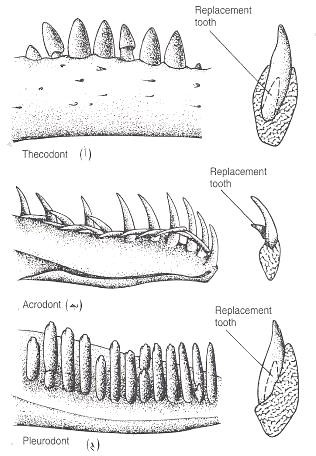 Replacement
tooth
Thecodont (أ)
Replacement
tooth
Acrodont (ب)
Replacement
tooth
Pleurodont (ج)